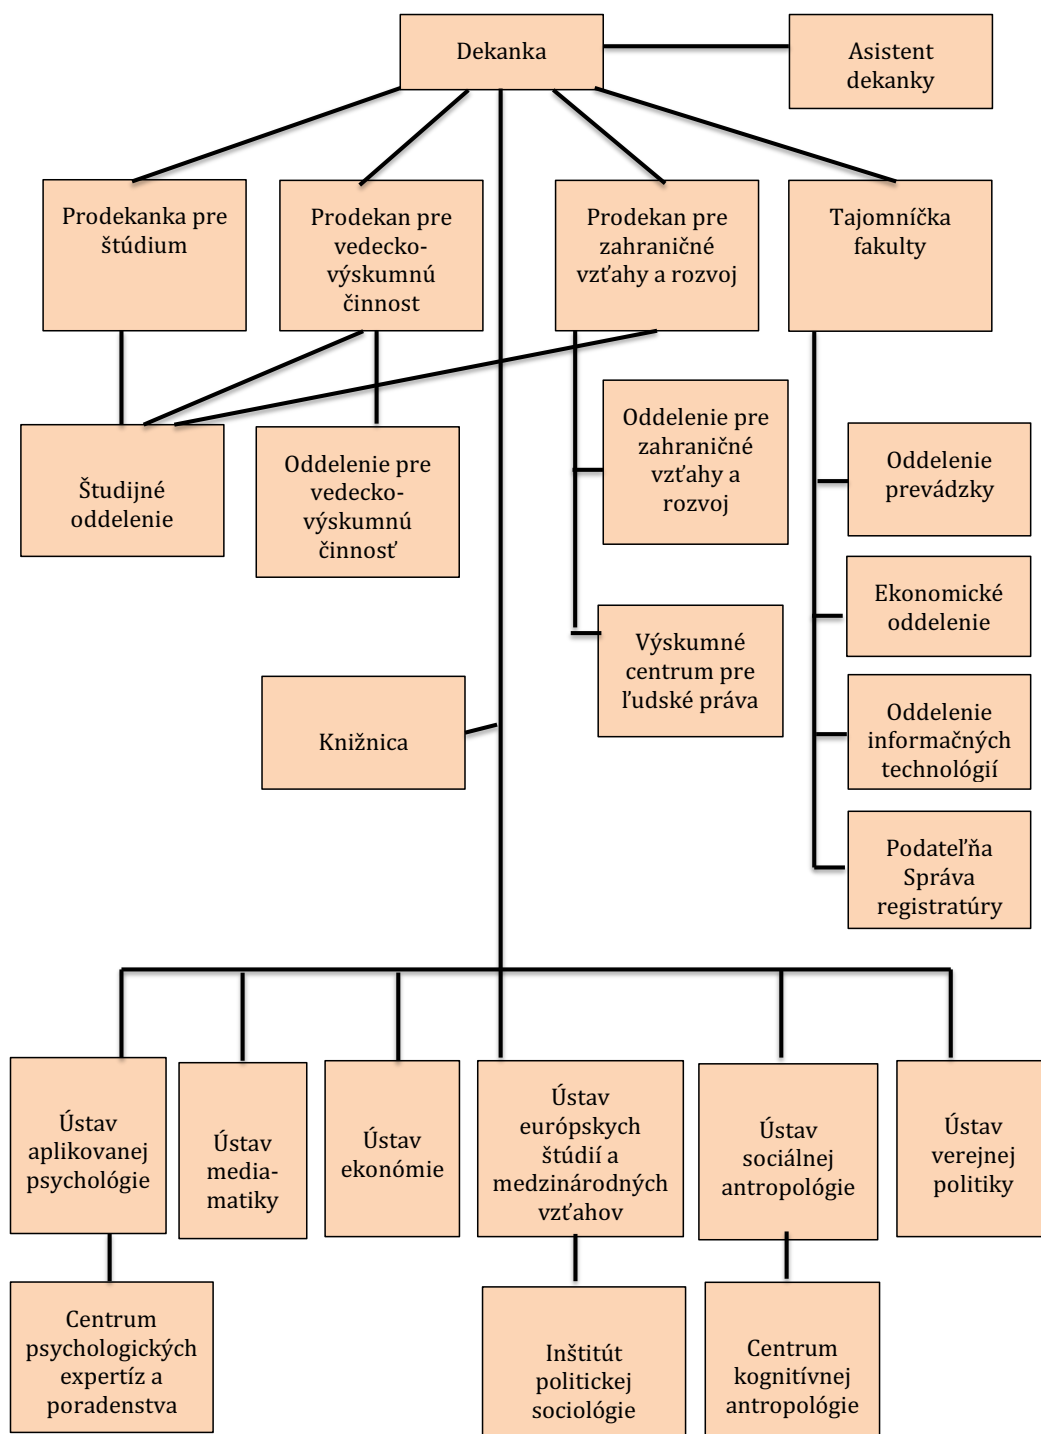 Dekanka
Asistent
dekanky
Prodekanka pre
štúdium
Prodekan pre
vedecko-
výskumnú
činnost
Prodekan pre
zahraničné
vzťahy a rozvoj
Tajomníčka
fakulty
Študijné
oddelenie
Oddelenie pre
vedecko-
výskumnú
činnosť
Oddelenie pre
zahraničné
vzťahy a
rozvoj
Oddelenie
prevádzky
Ekonomické
oddelenie
Výskumné
centrum pre
ľudské práva
Knižnica
Oddelenie
informačných
technológií
Podateľňa
Správa
registratúry
Ústav
aplikovanej
psychológie
Ústav
media-
matiky
Ústav
ekonómie
Ústav
európskych
štúdií a
medzinárodných
vzťahov
Ústav
sociálnej
antropológie
Ústav
verejnej
politiky
Centrum
psychologických
expertíz a
poradenstva
Inštitút
politickej
sociológie
Centrum
kognitívnej
antropológie